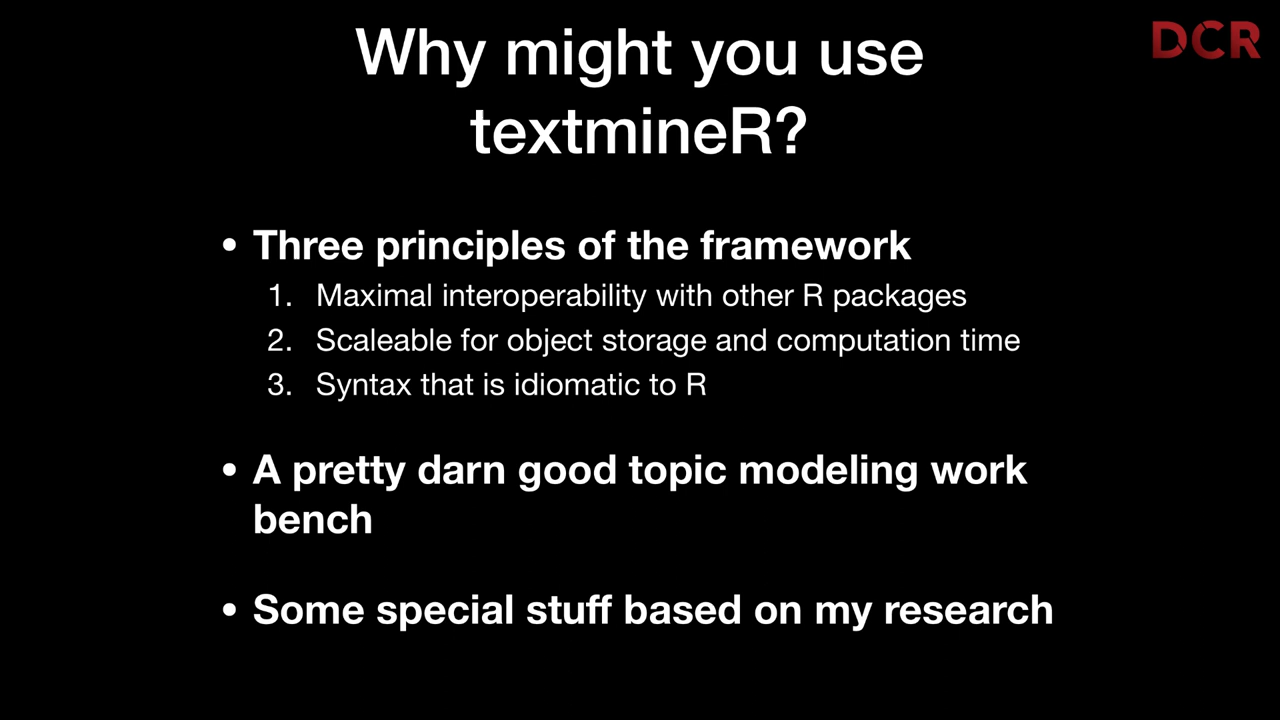 Why might you use
textmineR?
DCR
• Three principles of the framework
1. Maximal interoperability with other R packages
2. Scaleable for object storage and computation time
3. Syntax that is idiomatic to R
• A pretty darn good topic modeling work
bench
• Some special stuff based on my research